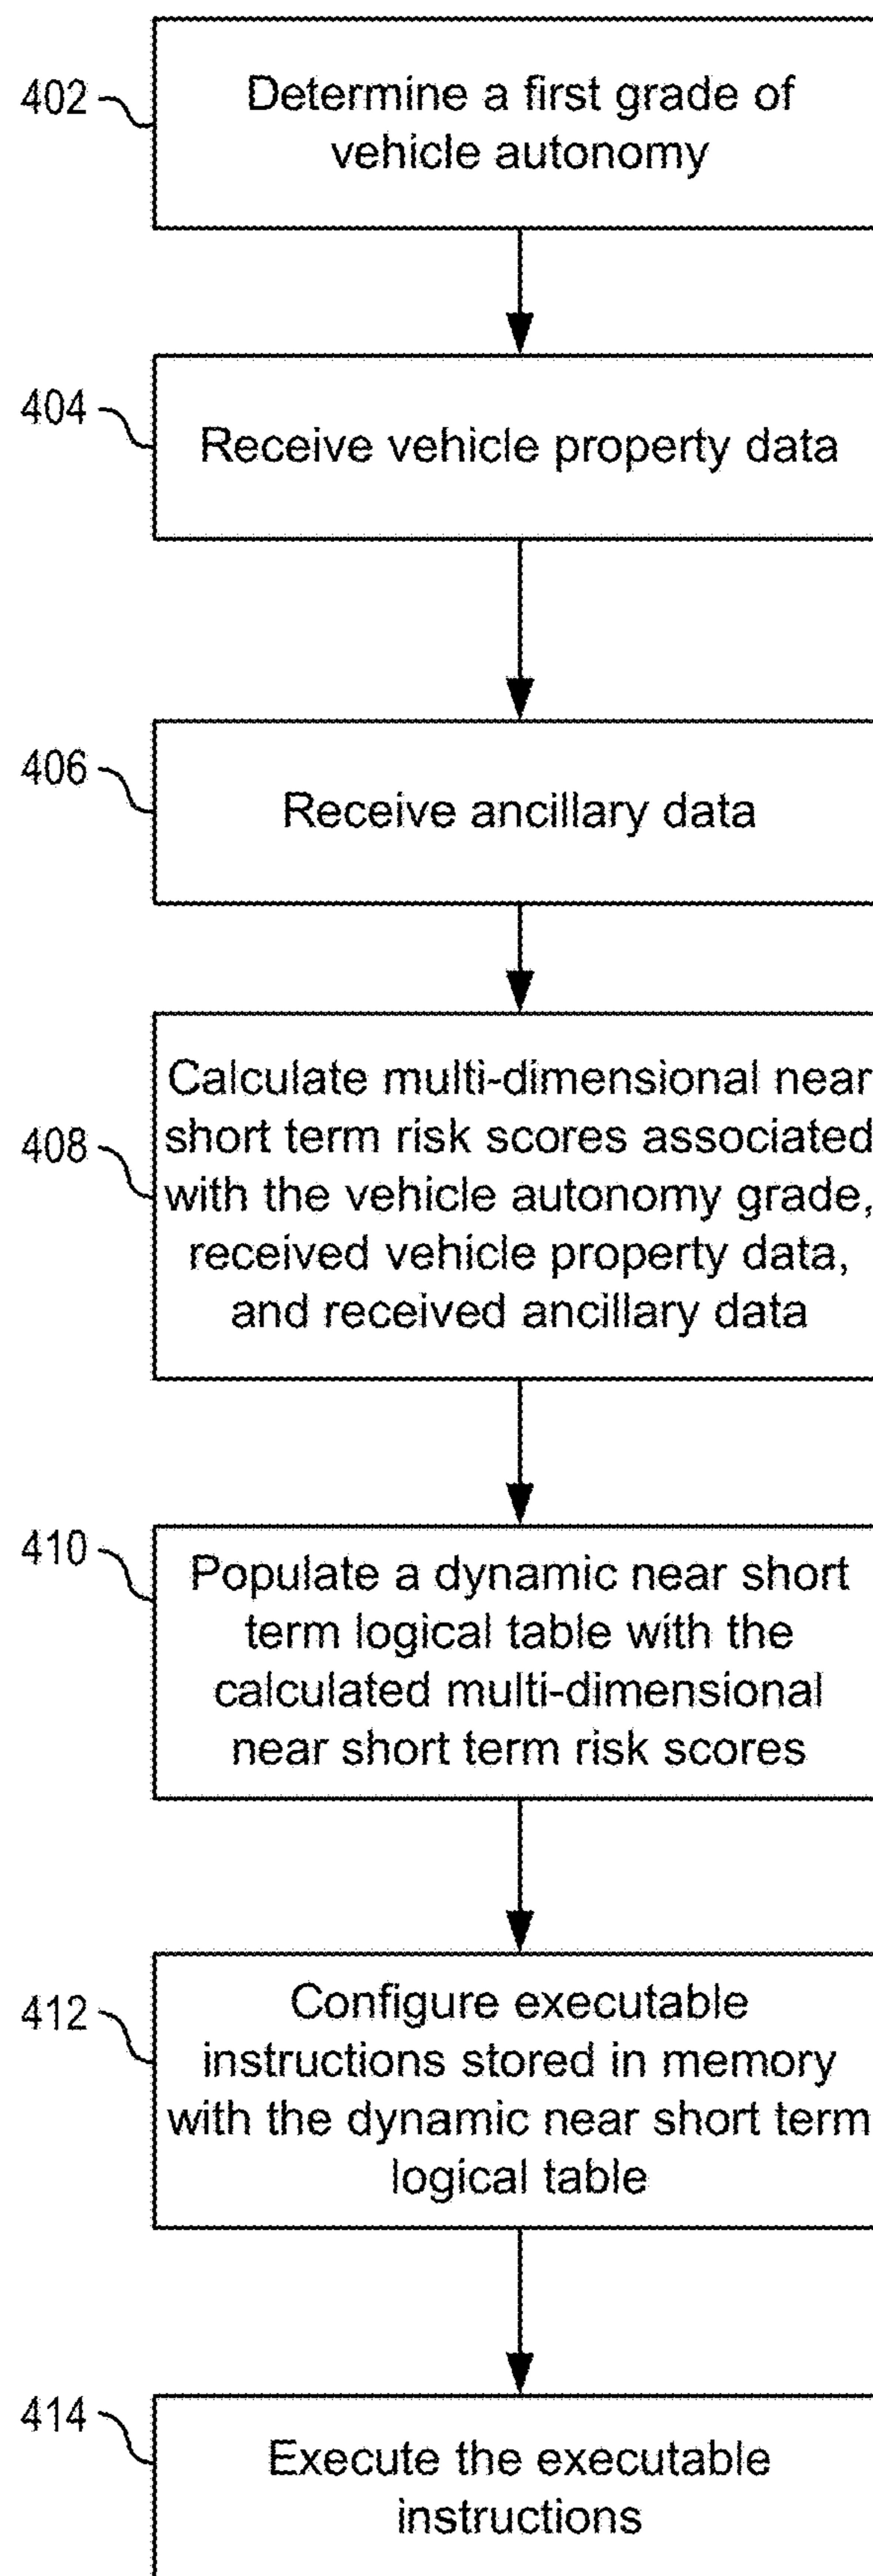 402
Determine a first grade of
vehicle autonomy
404
Receive vehicle property data
406
Receive ancillary data
408
Calculate multi-dimensional near
short term risk scores associated
with the vehicle autonomy grade,
received vehicle property data,
and received ancillary data
410
Populate a dynamic near short
term logical table with the
calculated multi-dimensional
near short term risk scores
412
Configure executable
instructions stored in memory
with the dynamic near short term
logical table
414
Execute the executable
instructions